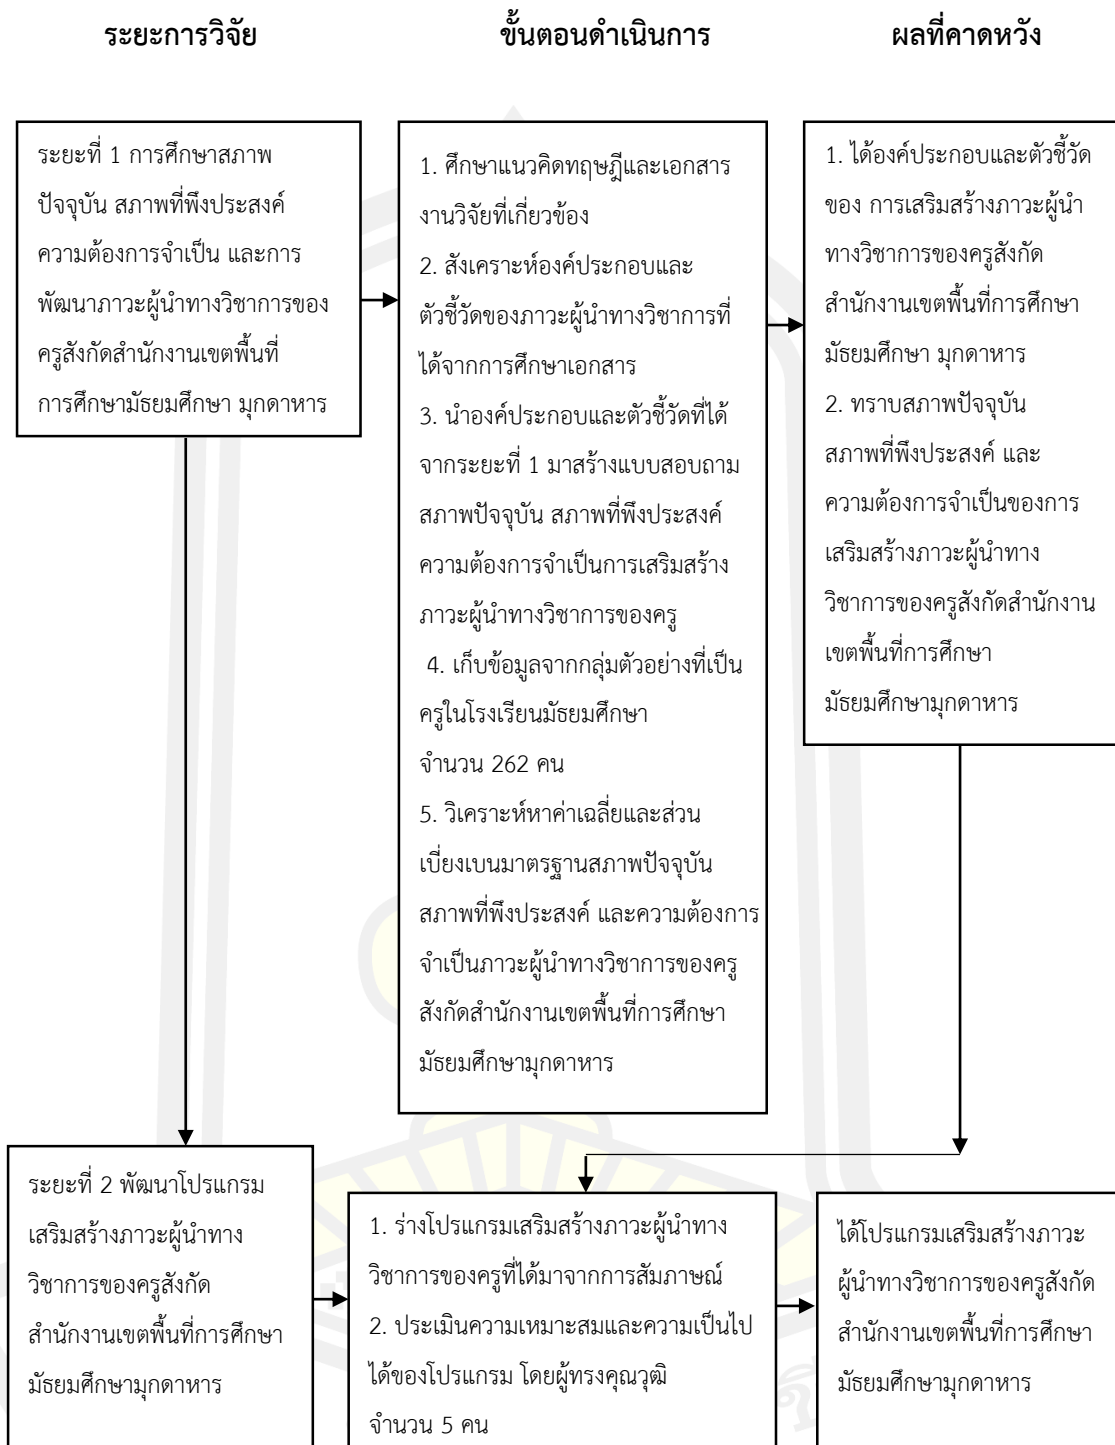 ระยะการวิจัย
ขั้นตอนดำเนินการ
ผลที่คาดหวัง
ระยะที่ 1 การศึกษาสภาพ
ปัจจุบัน สภาพที่พึงประสงค์
ความต้องการจำเป็น และการ
พัฒนาภาวะผู้นำทางวิชาการของ
ครูสังกัดสำนักงานเขตพื้นที่
การศึกษามัธยมศึกษา มุกดาหาร
1. ศึกษาแนวคิดทฤษฎีและเอกสาร
งานวิจัยที่เกี่ยวข้อง
2. สังเคราะห์องค์ประกอบและ
ตัวชี้วัดของภาวะผู้นำทางวิชาการที่
ได้จากการศึกษาเอกสาร
3. นำองค์ประกอบและตัวชี้วัดที่ได้
จากระยะที่ 1 มาสร้างแบบสอบถาม
สภาพปัจจุบัน สภาพที่พึงประสงค์
ความต้องการจำเป็นการเสริมสร้าง
ภาวะผู้นำทางวิชาการของครู
4. เก็บข้อมูลจากกลุ่มตัวอย่างที่เป็น
ครูในโรงเรียนมัธยมศึกษา
จำนวน 262 คน
5. วิเคราะห์หาค่าเฉลี่ยและส่วน
เบี่ยงเบนมาตรฐานสภาพปัจจุบัน
สภาพที่พึงประสงค์ และความต้องการ
จำเป็นภาวะผู้นำทางวิชาการของครู
สังกัดสำนักงานเขตพื้นที่การศึกษา
มัธยมศึกษามุกดาหาร
1. ได้องค์ประกอบและตัวชี้วัด
ของ การเสริมสร้างภาวะผู้นำ
ทางวิชาการของครูสังกัด
สำนักงานเขตพื้นที่การศึกษา
มัธยมศึกษา มุกดาหาร
2. ทราบสภาพปัจจุบัน
สภาพที่พึงประสงค์ และ
ความต้องการจำเป็นของการ
เสริมสร้างภาวะผู้นำทาง
วิชาการของครูสังกัดสำนักงาน
เขตพื้นที่การศึกษา
มัธยมศึกษามุกดาหาร
ระยะที่ 2 พัฒนาโปรแกรม
เสริมสร้างภาวะผู้นำทาง
วิชาการของครูสังกัด
สำนักงานเขตพื้นที่การศึกษา
มัธยมศึกษามุกดาหาร
1. ร่างโปรแกรมเสริมสร้างภาวะผู้นำทาง
วิชาการของครูที่ได้มาจากการสัมภาษณ์
2. ประเมินความเหมาะสมและความเป็นไป
ได้ของโปรแกรม โดยผู้ทรงคุณวุฒิ
จำนวน 5 คน
ได้โปรแกรมเสริมสร้างภาวะ
ผู้นำทางวิชาการของครูสังกัด
สำนักงานเขตพื้นที่การศึกษา
มัธยมศึกษามุกดาหาร